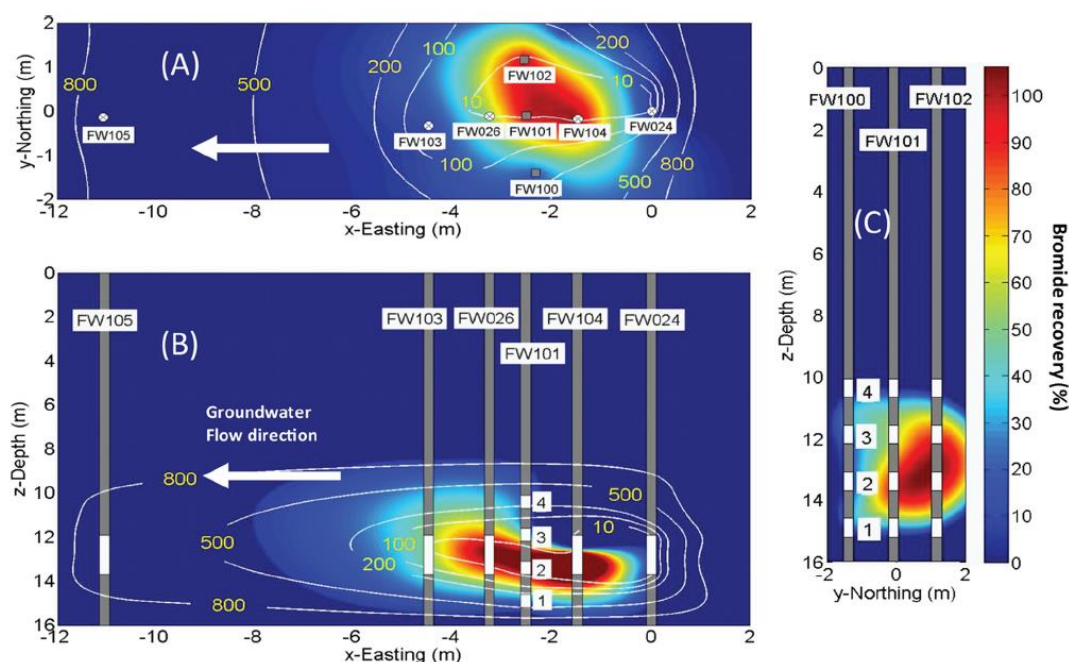 (A)
2
1
0
-1
2
y-Northing (m)
800
500
200
100
10
200
10
100
500
800
FW105
FW103
FW026
FW101
FW102
FW104
FW024
FW100
-12 -10 -8 -6 -4 -2 0 2
x-Easting (m)
(B)
0
2
4
6
8
10
12
14
16
z-Depth (m)
FW105
FW103
FW026
FW101
FW104
FW024
Groundwater
Flow direction
800
500
500
100
200
10
800
4
3
2
1
-12 -10 -8 -6 -4 -2 0 2
x-Easting (m)
(C)
0
2
4
6
8
10
12
14
16
z-Depth (m)
FW100
FW101
FW102
4
3
2
1
-2 0 2
y-Northing (m)
100
90
80
70
60
50
40
30
20
10
0
Bromide recovery (%)